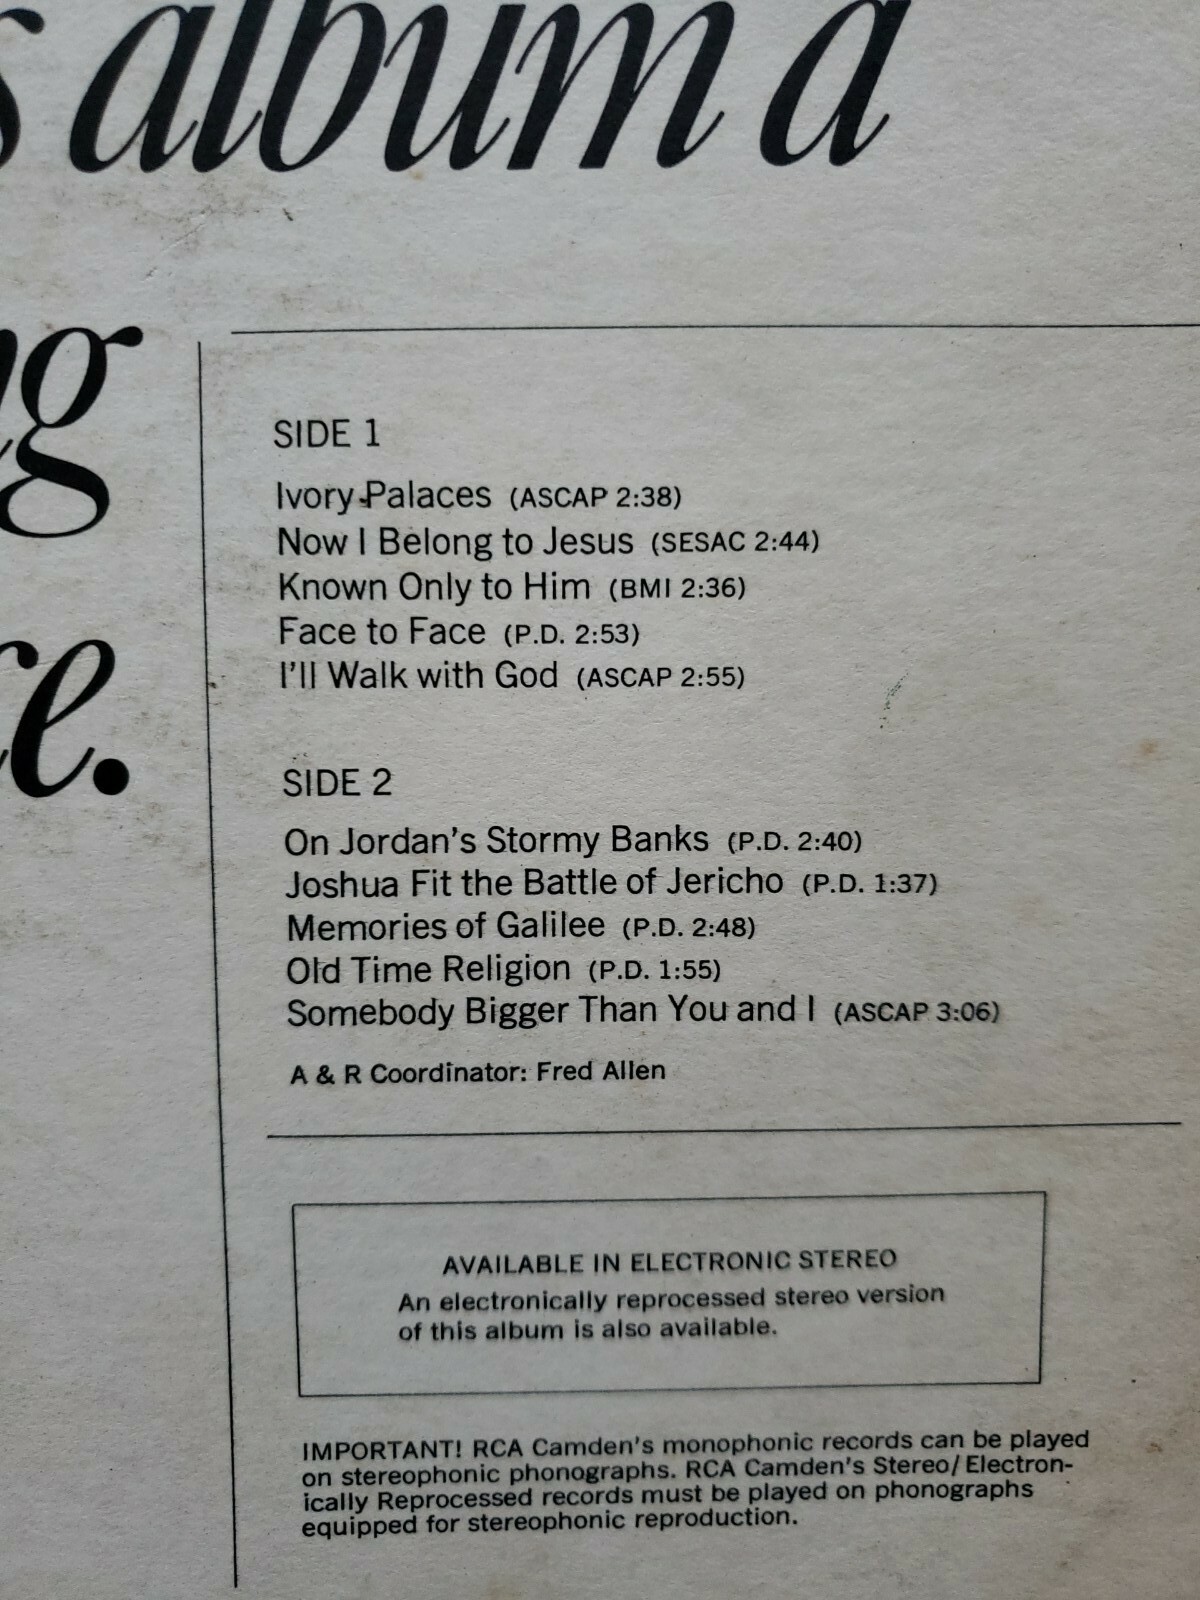 album a
SIDE 1
Ivory Palaces (ASCAP 2:38)
Now I Belong to Jesus (SESAC 2:44)
Known Only to Him (BMI 2:36)
Face to Face (P.D. 2:53)
I'll Walk with God (ASCAP 2:55)
SIDE 2
On Jordan's Stormy Banks (P.D. 2:40)
Joshua Fit the Battle of Jericho (P.D. 1:37)
Memories of Galilee (P.D. 2:48)
Old Time Religion (P.D. 1:55)
Somebody Bigger Than You and I (ASCAP 3:06)
A & R Coordinator: Fred Allen
AVAILABLE IN ELECTRONIC STEREO
An electronically reprocessed stereo version
of this album is also available.
IMPORTANT! RCA Camden's monophonic records can be played
on stereophonic phonographs. RCA Camden's Stereo/Electron-
ically Reprocessed records must be played on phonographs
equipped for stereophonic reproduction.